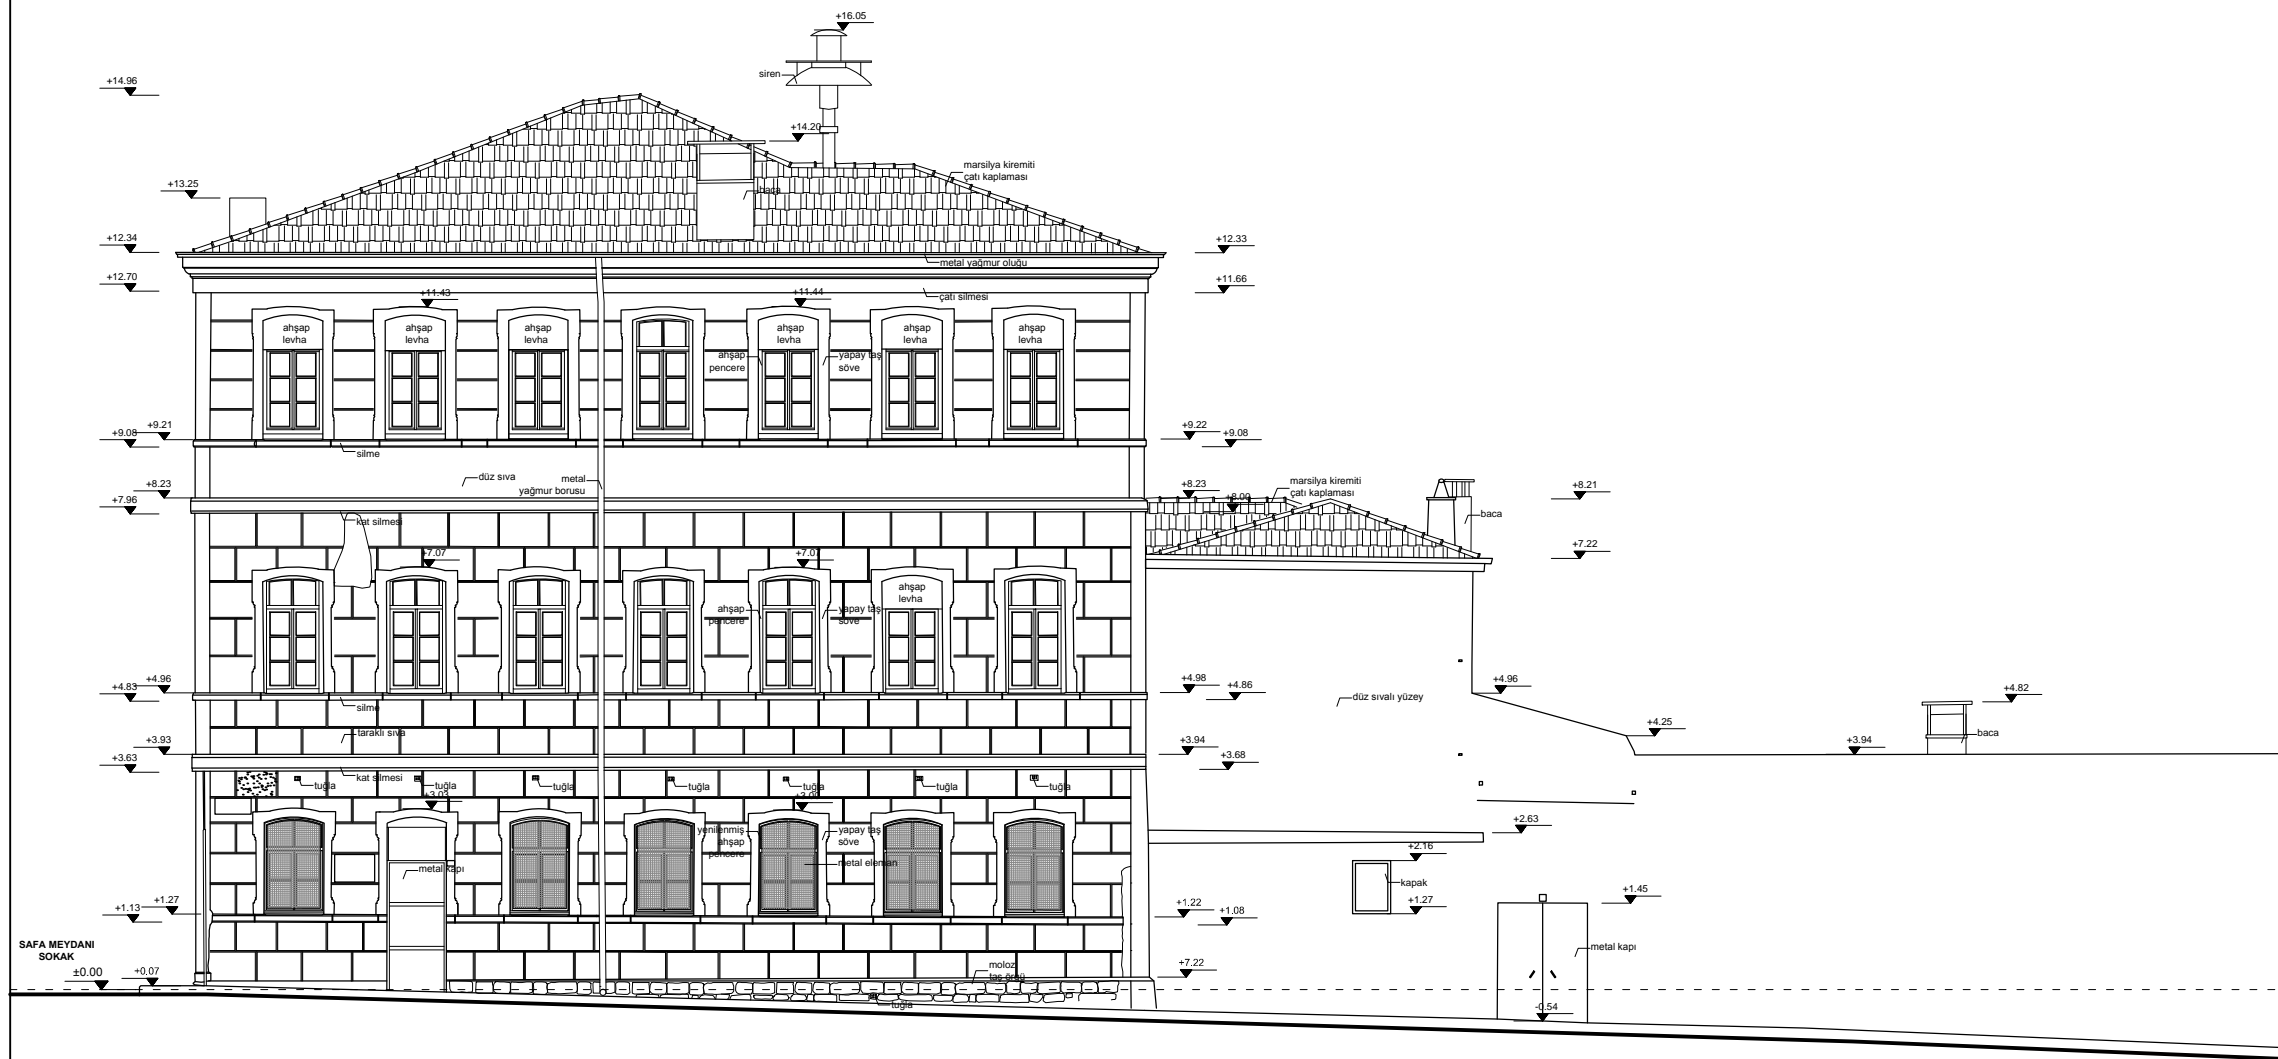 +16.05
siren
+14.96
+14.20
marsilya kiremiti
çatı kaplaması
+13.25
baca
+12.34
+12.33
metal yağmur oluğu
+12.70
+11.66
çatı silmesi
+11.43
+11.44
ahşap
levha
ahşap
levha
ahşap
levha
ahşap
levha
ahşap
levha
ahşap
levha
ahşap
pencere
yapay taş
söve
+9.08
+9.21
+9.22
+9.08
silme
düz sıva
metal
yağmur borusu
+8.23
+7.96
+8.23
+8.00
marsilya kiremiti
çatı kaplaması
+8.21
baca
kat silmesi
+7.22
+7.07
+7.07
ahşap
levha
ahşap
pencere
yapay taş
söve
+4.83
+4.96
+4.98
+4.86
düz sıvalı yüzey
+4.96
+4.82
silme
+4.25
taraklı sıva
baca
+3.93
+3.63
+3.94
+3.68
+3.94
kat silmesi
tuğla
tuğla
tuğla
tuğla
tuğla
tuğla
tuğla
+3.03
+3.00
yenilenmiş
ahşap
pencere
yapay taş
söve
metal eleman
+2.63
+2.16
metal kapı
kapak
+1.27
+1.45
+1.13
+1.27
+1.22
+1.08
SAFA MEYDANI
SOKAK
±0.00
+0.07
moloz
taş örgü
+7.22
metal kapı
tuğla
-0.54